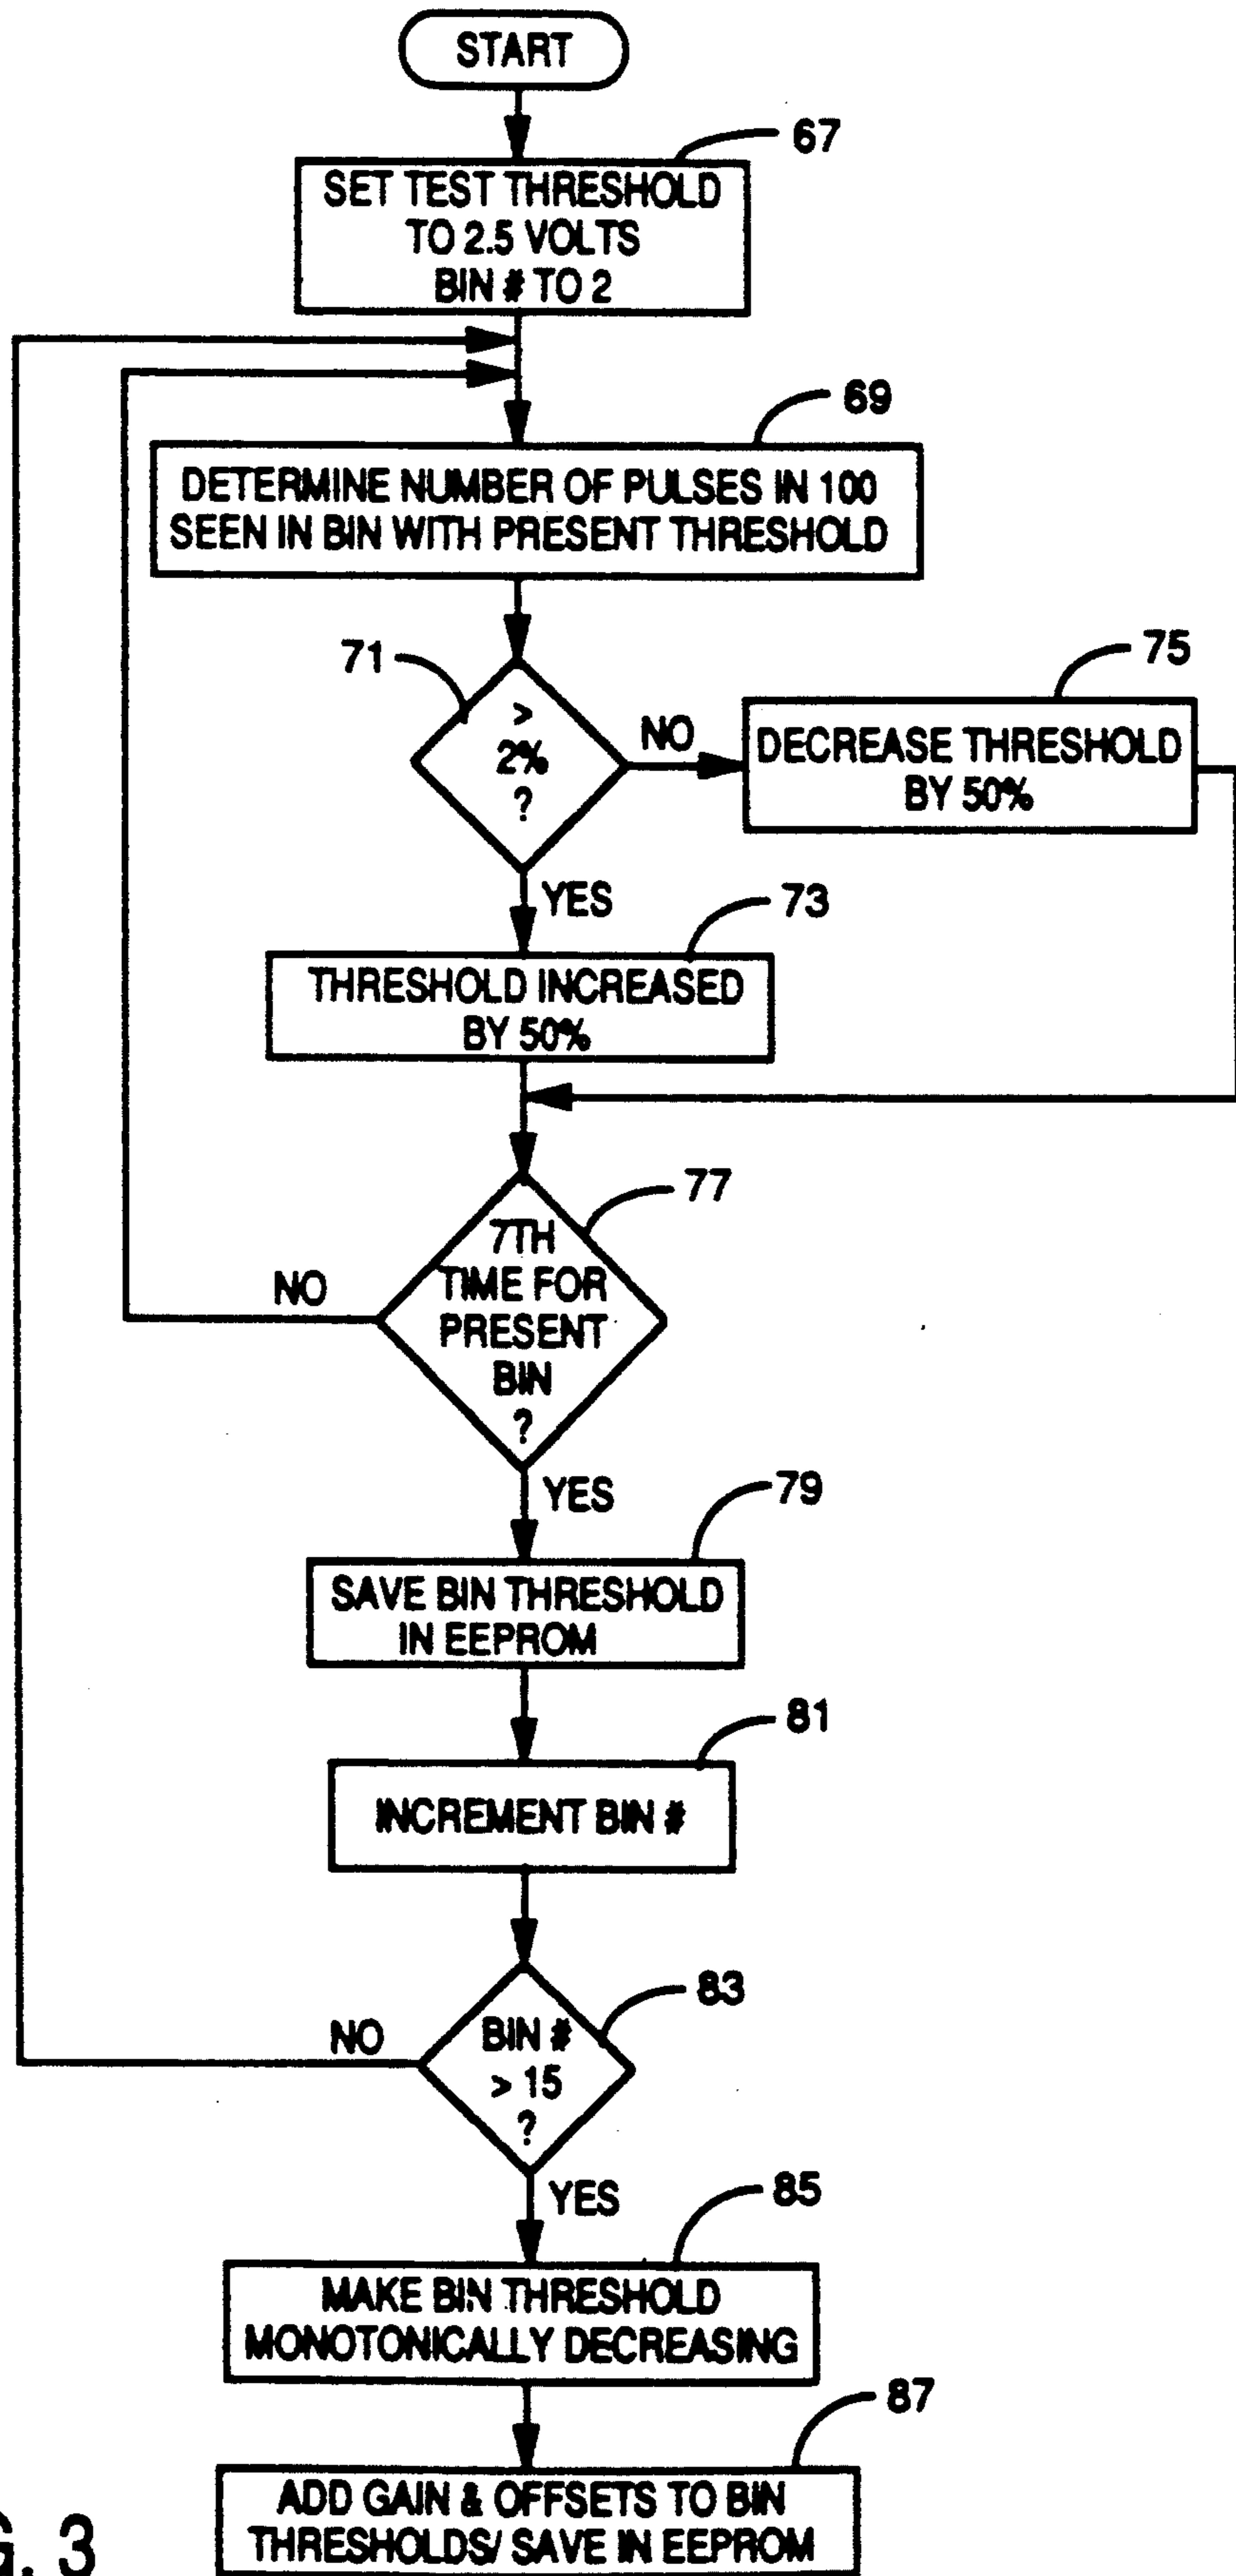 START
67
SET TEST THRESHOLD
TO 2.5 VOLTS
BIN # TO 2
69
DETERMINE NUMBER OF PULSES IN 100
SEEN IN BIN WITH PRESENT THRESHOLD
71
>
2%
?
NO
75
DECREASE THRESHOLD
BY 50%
YES
73
THRESHOLD INCREASED
BY 50%
77
7TH
TIME FOR
PRESENT
BIN
?
NO
YES
79
SAVE BIN THRESHOLD
IN EEPROM
81
INCREMENT BIN #
83
BIN #
> 15
?
NO
YES
85
MAKE BIN THRESHOLD
MONOTONICALLY DECREASING
87
ADD GAIN & OFFSETS TO BIN
THRESHOLDS/ SAVE IN EEPROM
G. 3